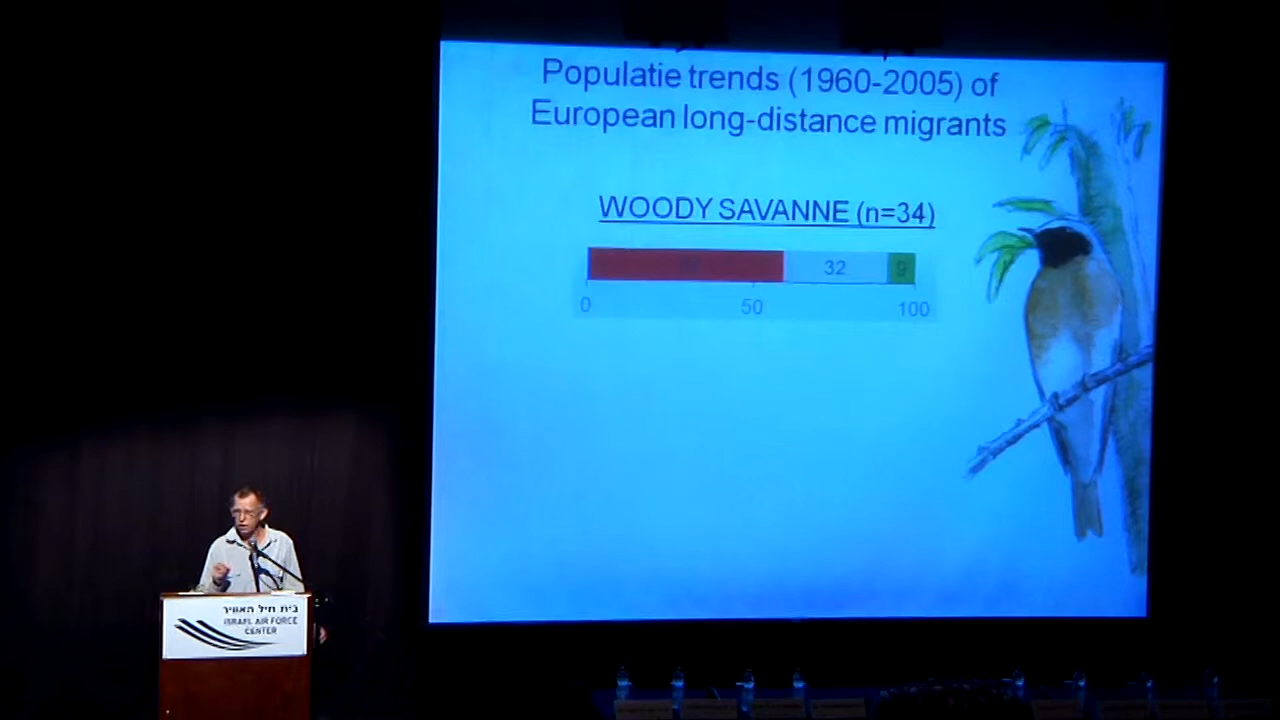 Populatie trends (1960-2005) of
European long-distance migrants
WOODY SAVANNE (n=34)
32 9
0 50 100
בית חיל האוויר
ISRAEL AIR FORCE
CENTER